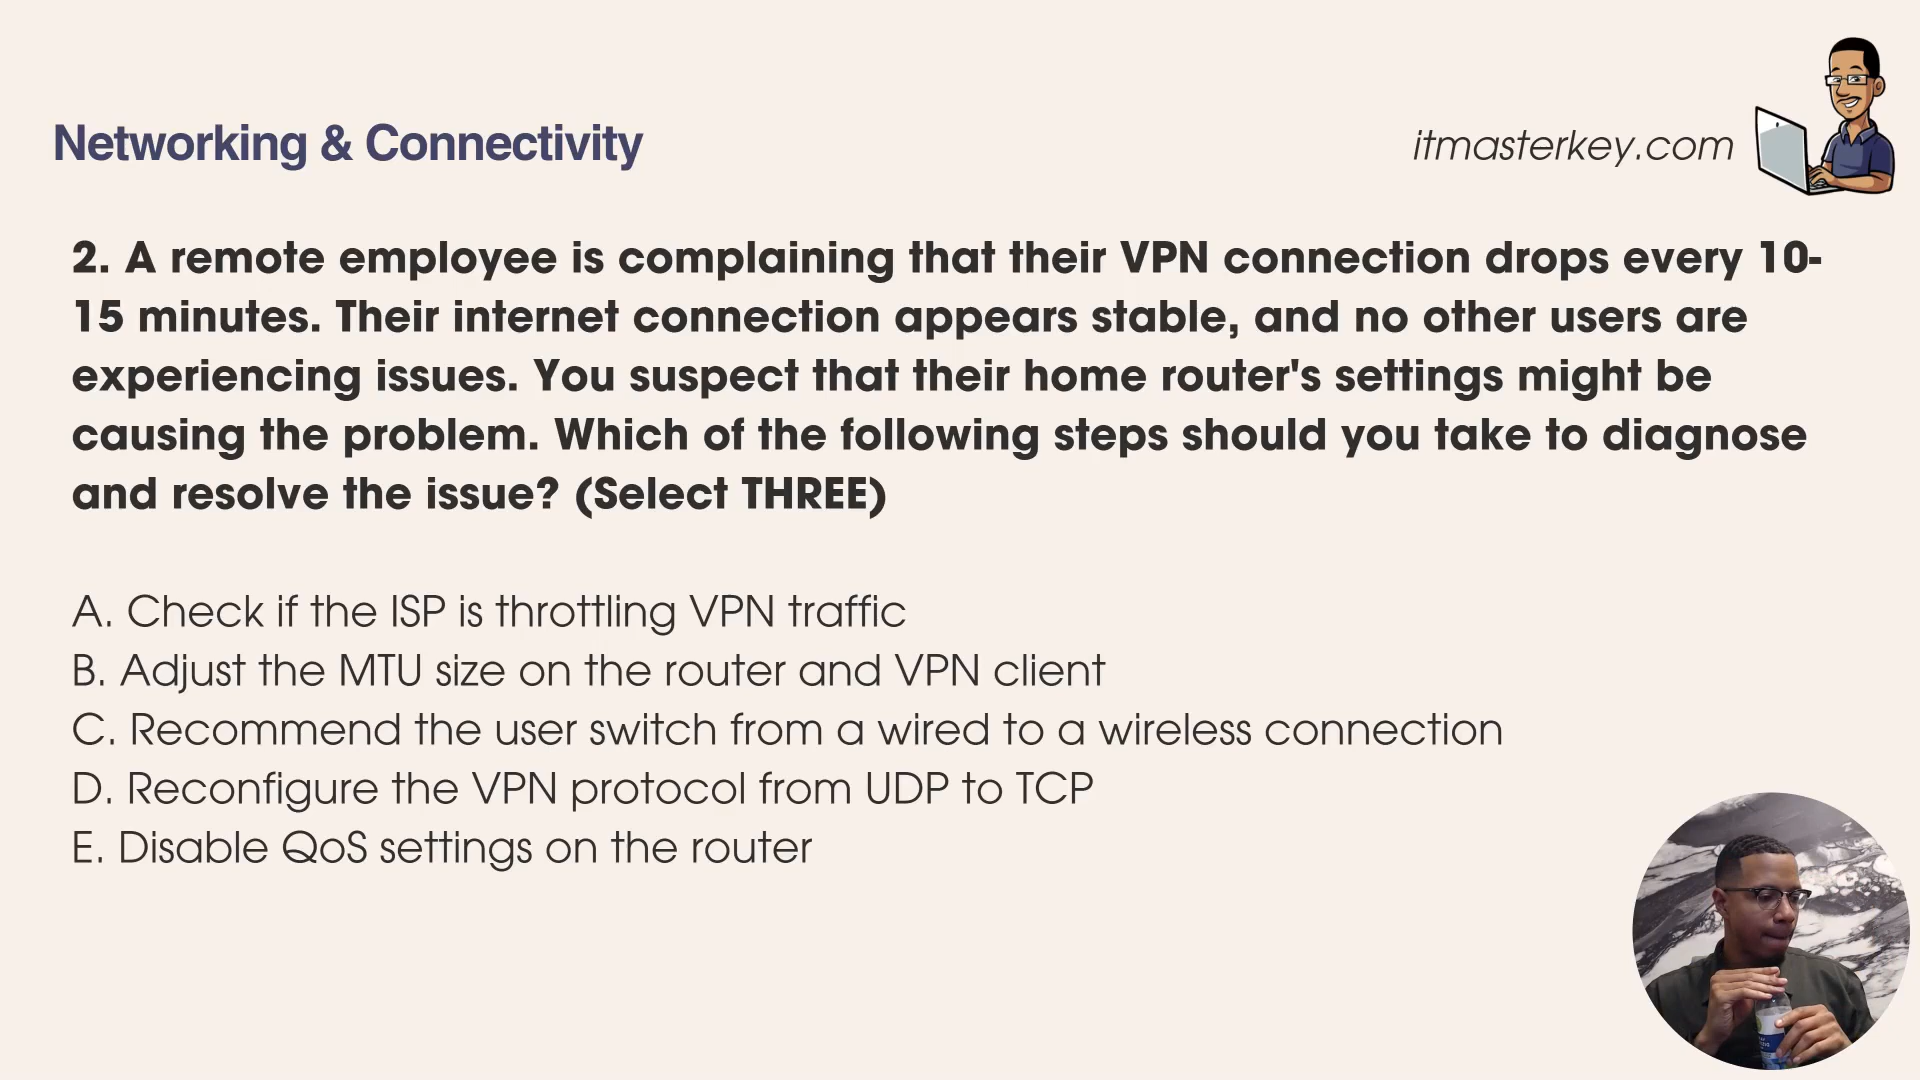 Networking & Connectivity
itmasterkey.com
2. A remote employee is complaining that their VPN connection drops every 10-
15 minutes. Their internet connection appears stable, and no other users are
experiencing issues. You suspect that their home router's settings might be
causing the problem. Which of the following steps should you take to diagnose
and resolve the issue? (Select THREE)
A. Check if the ISP is throttling VPN traffic
B. Adjust the MTU size on the router and VPN client
C. Recommend the user switch from a wired to a wireless connection
D. Reconfigure the VPN protocol from UDP to TCP
E. Disable QoS settings on the router